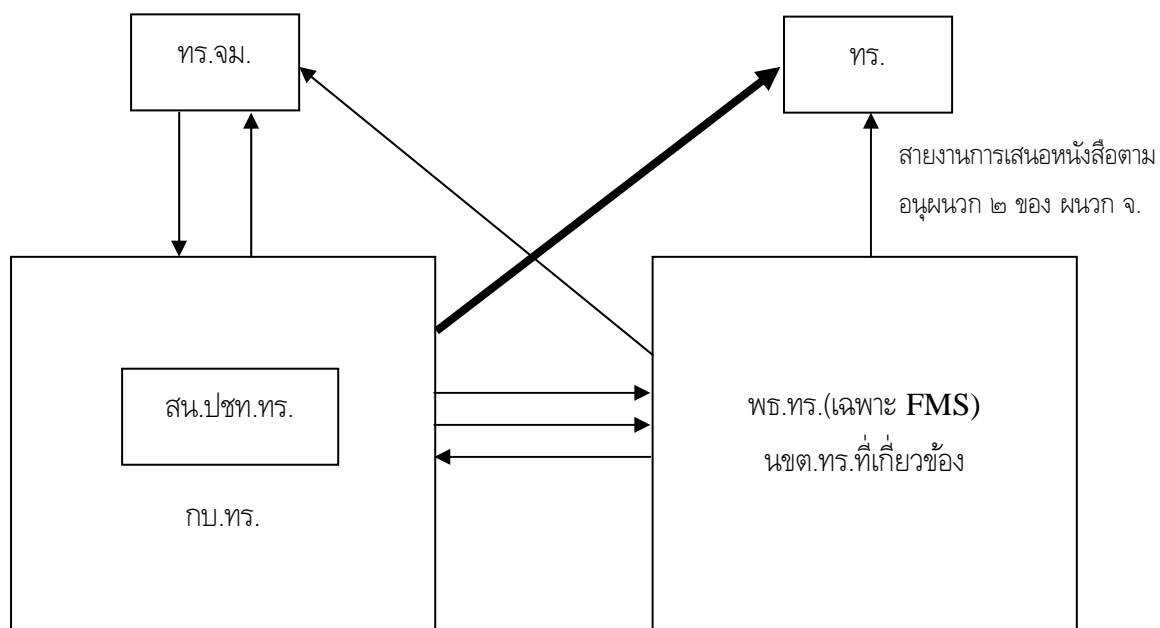 ทร.จม.
ทร.
สายงานการเสนอหนังสือตาม
อนุผนวก ๒ ของ ผนวก จ.
สน.ปชท.ทร.
กบ.ทร.
พธ.ทร.(เฉพาะ FMS)
นขต.ทร.ที่เกี่ยวข้อง